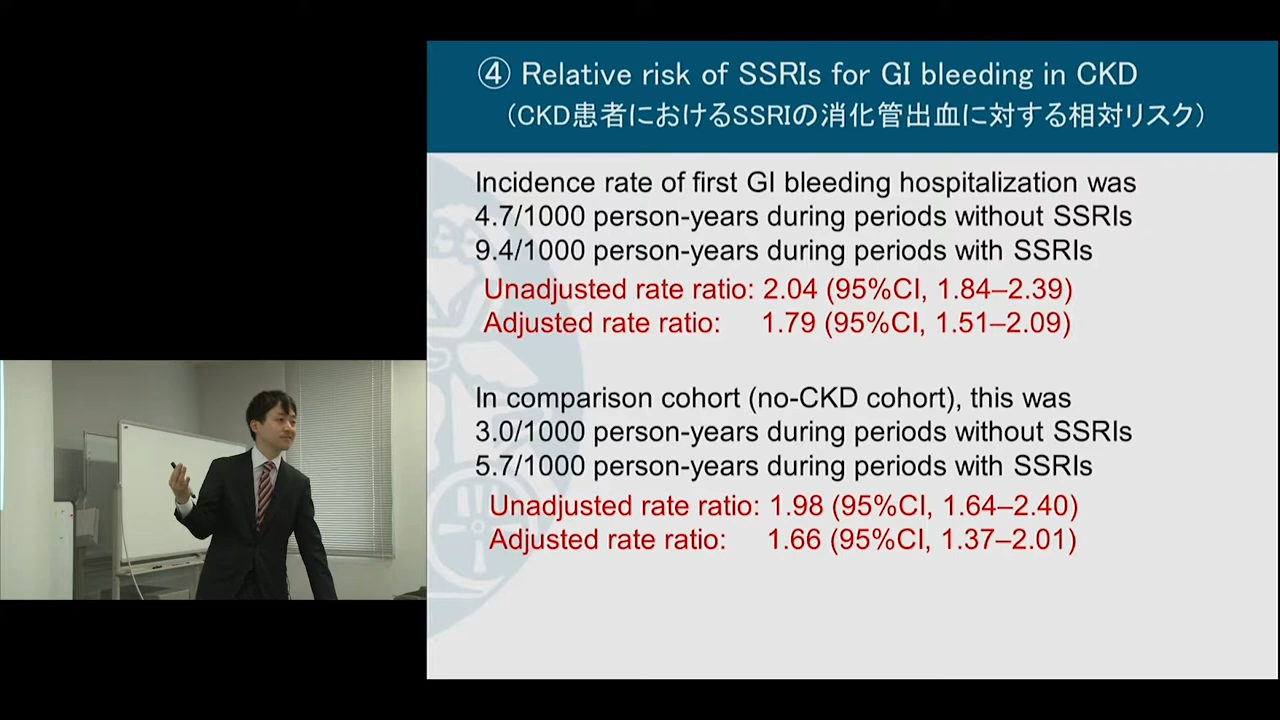 ④ Relative risk of SSRIs for GI bleeding in CKD
（CKD患者におけるSSRIの消化管出血に対する相対リスク）
Incidence rate of first GI bleeding hospitalization was
4.7/1000 person-years during periods without SSRIs
9.4/1000 person-years during periods with SSRIs
Unadjusted rate ratio: 2.04 (95%CI, 1.84–2.39)
Adjusted rate ratio: 1.79 (95%CI, 1.51–2.09)
In comparison cohort (no-CKD cohort), this was
3.0/1000 person-years during periods without SSRIs
5.7/1000 person-years during periods with SSRIs
Unadjusted rate ratio: 1.98 (95%CI, 1.64–2.40)
Adjusted rate ratio: 1.66 (95%CI, 1.37–2.01)